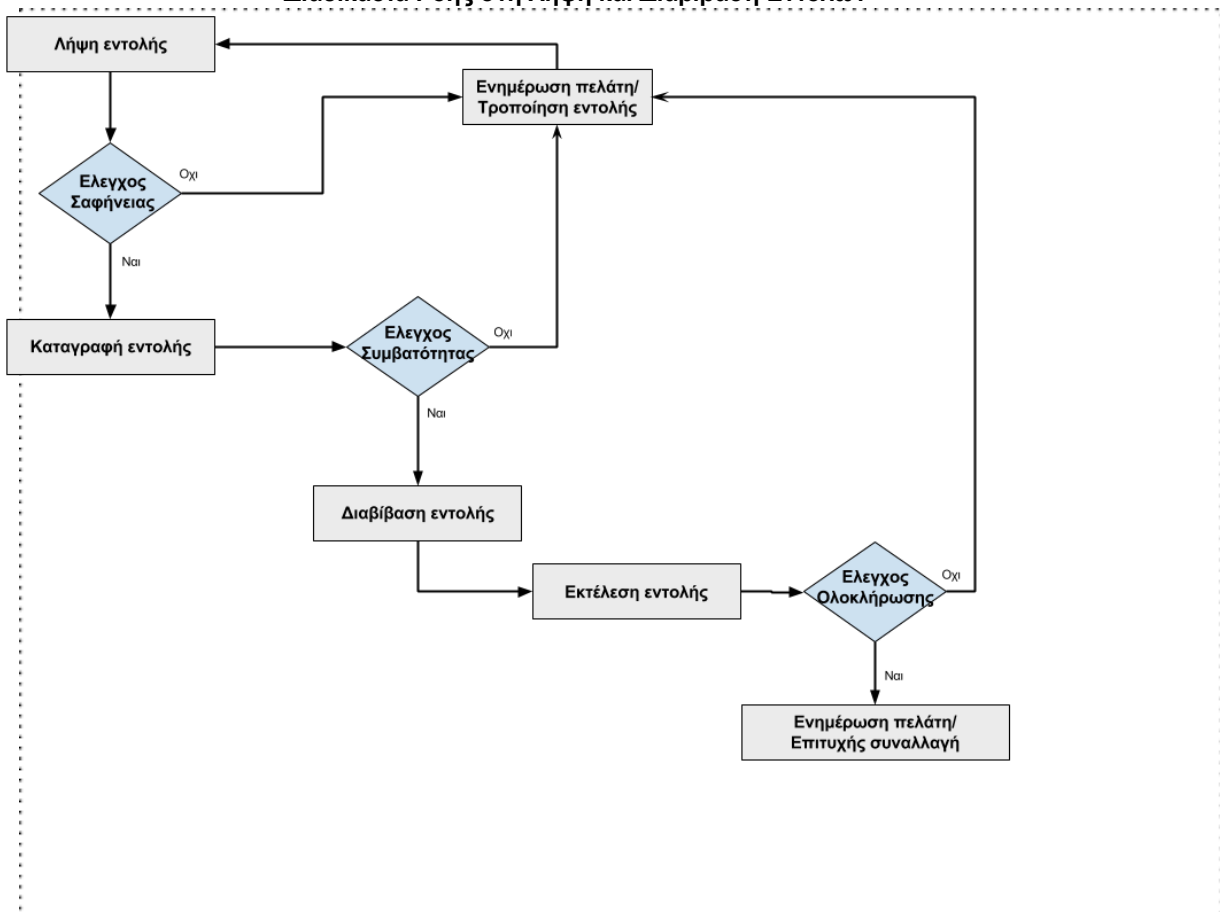 Λήψη εντολής
Ενημέρωση πελάτη/
Τροποίηση εντολής
Ελεγχος
Σαφήνειας
Οχι
Ναι
Καταγραφή εντολής
Ελεγχος
Συμβατότητας
Οχι
Ναι
Διαβίβαση εντολής
Εκτέλεση εντολής
Ελεγχος
Ολοκλήρωσης
Οχι
Ναι
Ενημέρωση πελάτη/
Επιτυχής συναλλαγή